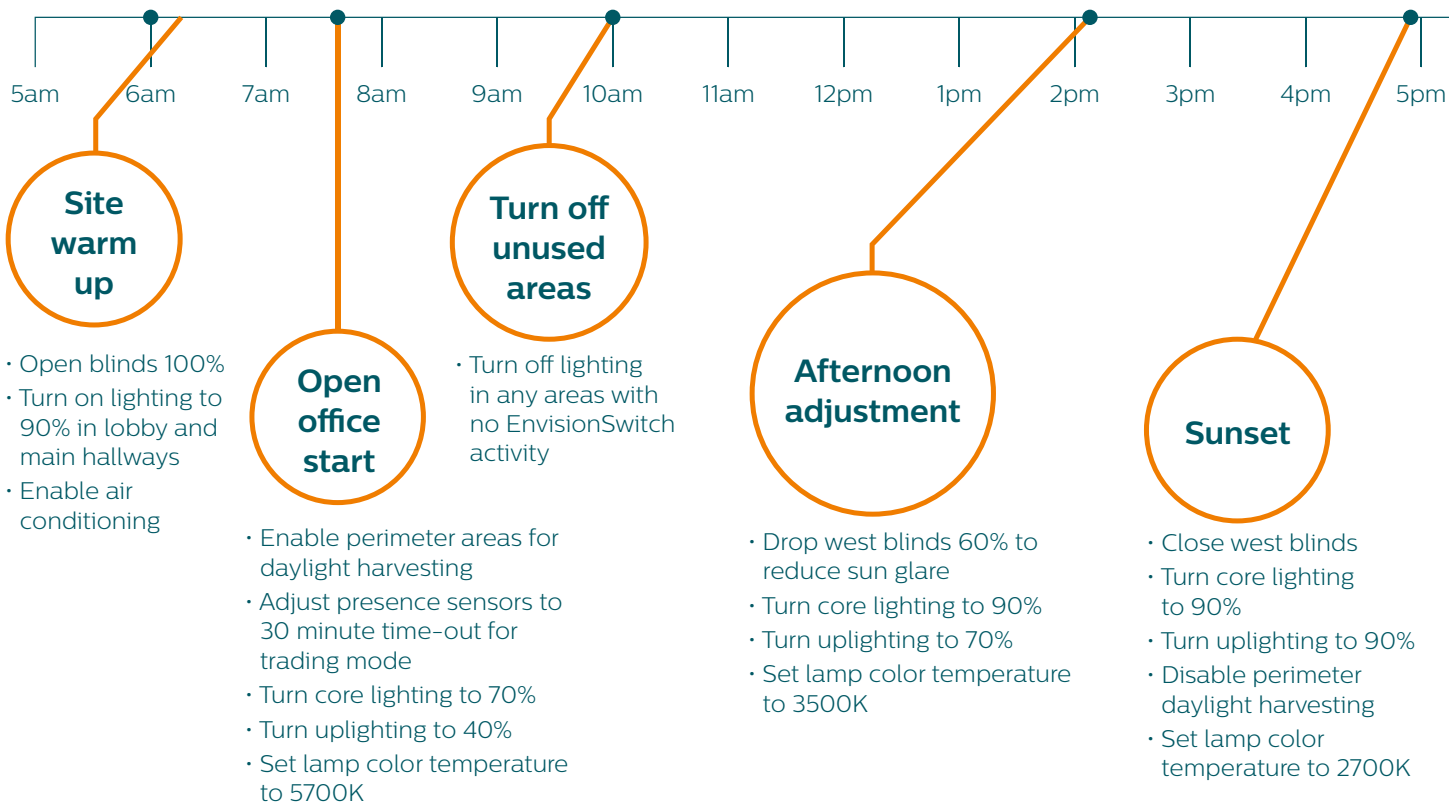 5am 6am 7am 8am 9am 10am 11am 12pm 1pm 2pm 3pm 4pm 5pm
Site
warm
up
· Open blinds 100%
· Turn on lighting to
90% in lobby and
main hallways
· Enable air
conditioning
Open
office
start
· Enable perimeter areas for
daylight harvesting
· Adjust presence sensors to
30 minute time-out for
trading mode
· Turn core lighting to 70%
· Turn uplighting to 40%
· Set lamp color temperature
to 5700K
Turn off
unused
areas
· Turn off lighting
in any areas with
no EnvisionSwitch
activity
Afternoon
adjustment
· Drop west blinds 60% to
reduce sun glare
· Turn core lighting to 90%
· Turn uplighting to 70%
· Set lamp color temperature
to 3500K
Sunset
· Close west blinds
· Turn core lighting
to 90%
· Turn uplighting to 90%
· Disable perimeter
daylight harvesting
· Set lamp color
temperature to 2700K